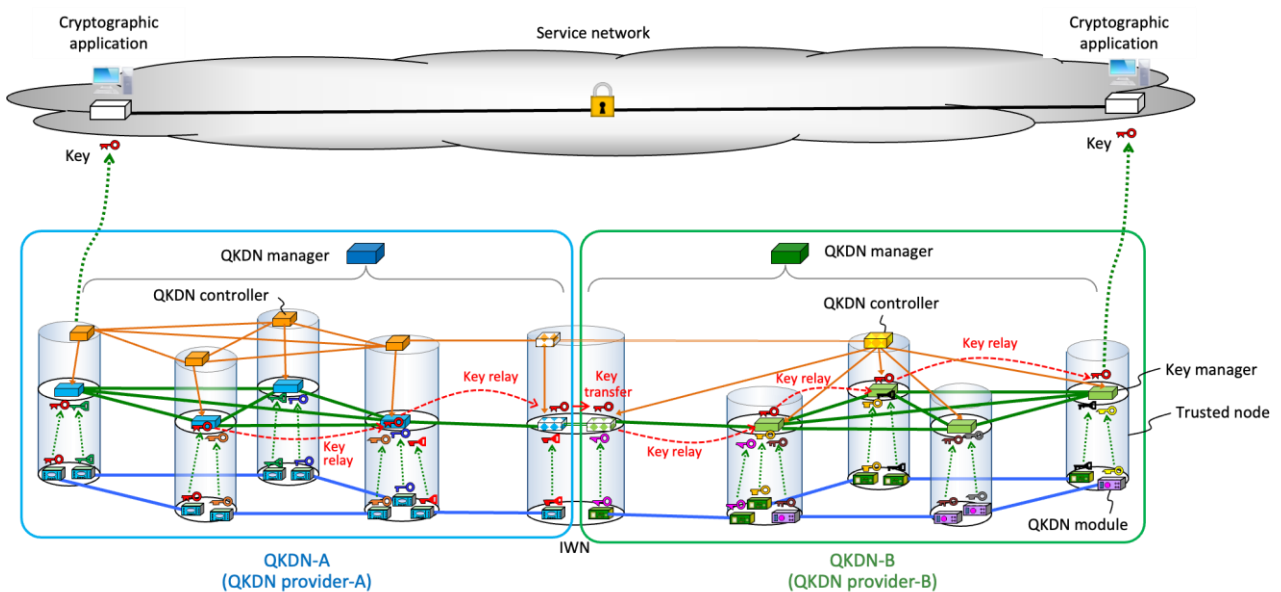 Cryptographic
application
Service network
Cryptographic
application
Key
Key
QKDN manager
QKDN manager
QKDN controller
QKDN controller
Key relay
Key relay
Key
transfer
Key relay
Key manager
Trusted node
Key
relay
Key relay
QKDN module
IWN
QKDN-A
(QKDN provider-A)
QKDN-B
(QKDN provider-B)